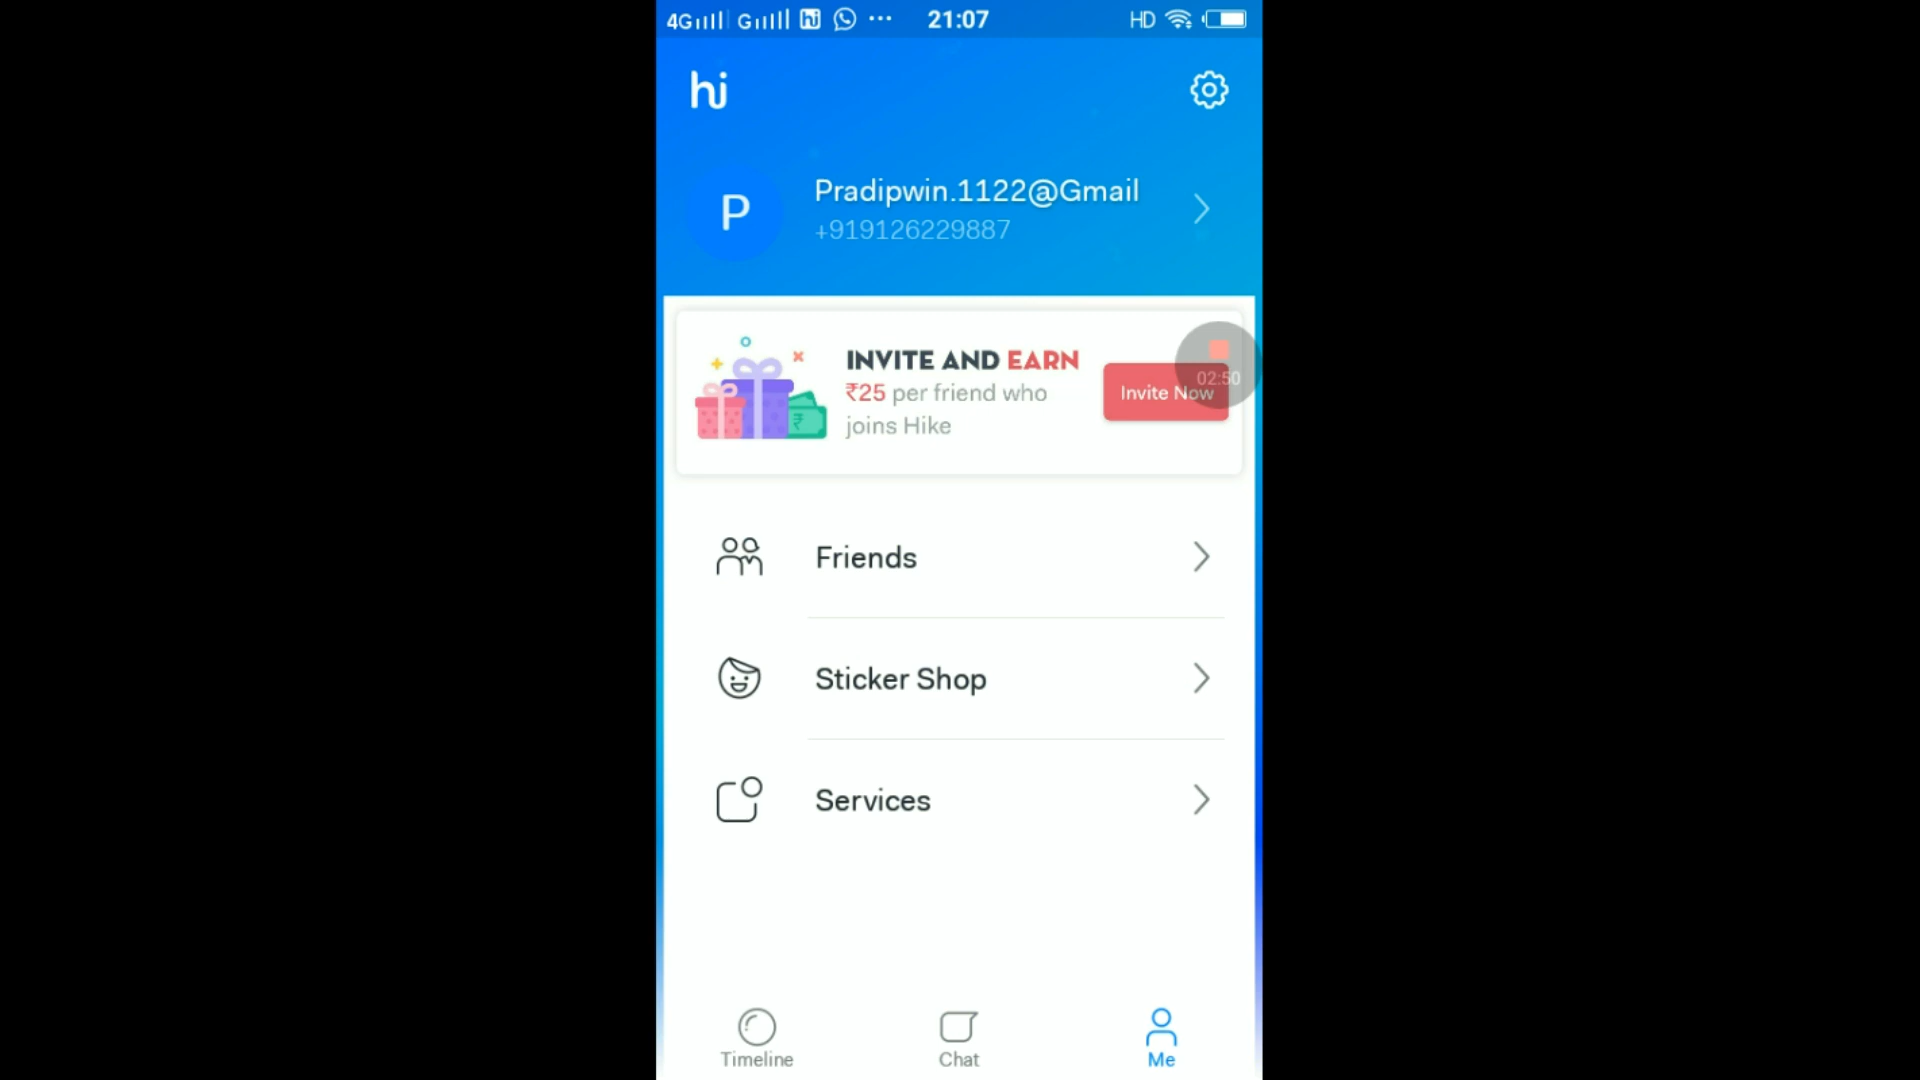 4G G hi 21:07 HD
hi
P
Pradipwin.1122@Gmail
+919126229887
INVITE AND EARN
₹25 per friend who
joins Hike
02:50
Invite Now
Friends
Sticker Shop
Services
Timeline Chat Me